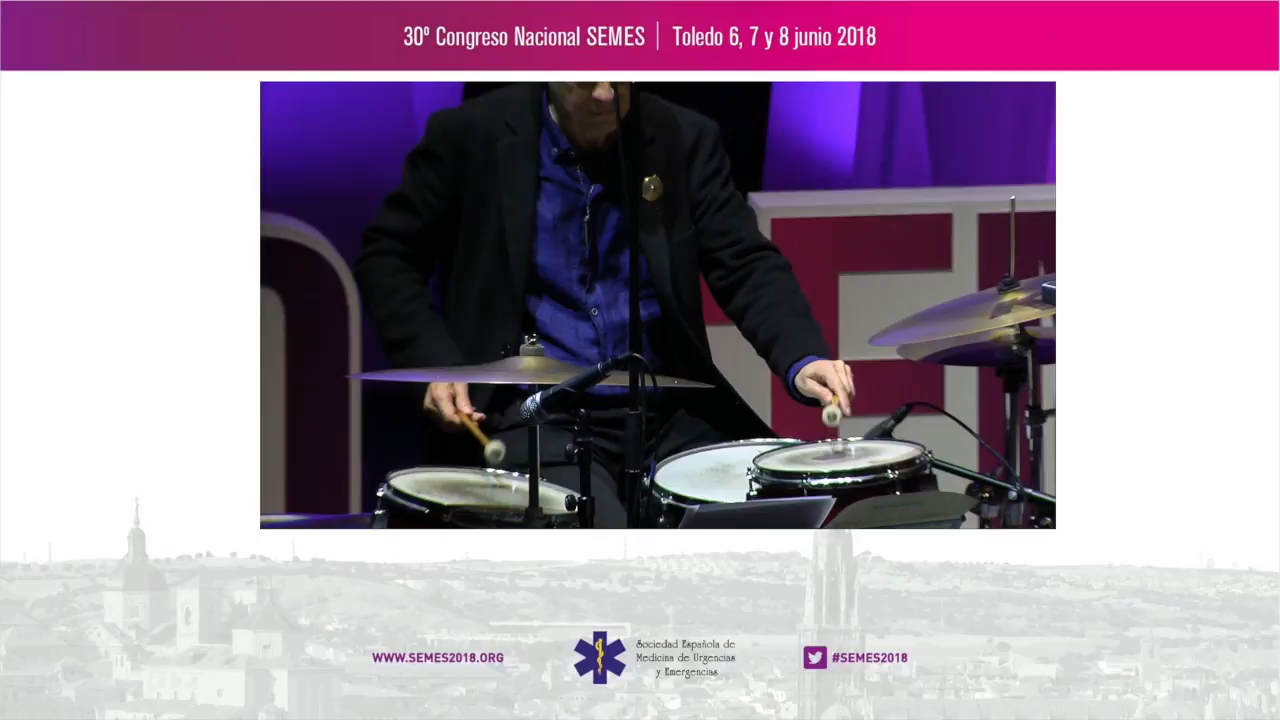 30º Congreso Nacional SEMES | Toledo 6, 7 y 8 junio 2018
WWW.SEMES2018.ORG
Sociedad Española de
Medicina de Urgencias
y Emergencias
#SEMES2018